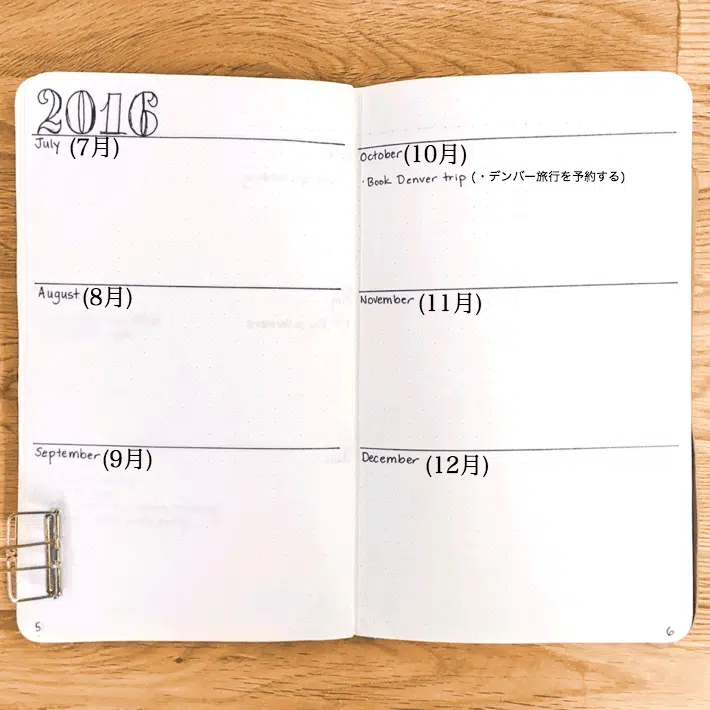 2016
July (7月)
August (8月)
September (9月)
5
October (10月)
· Book Denver trip (・デンバー旅行を予約する)
November (11月)
December (12月)
6